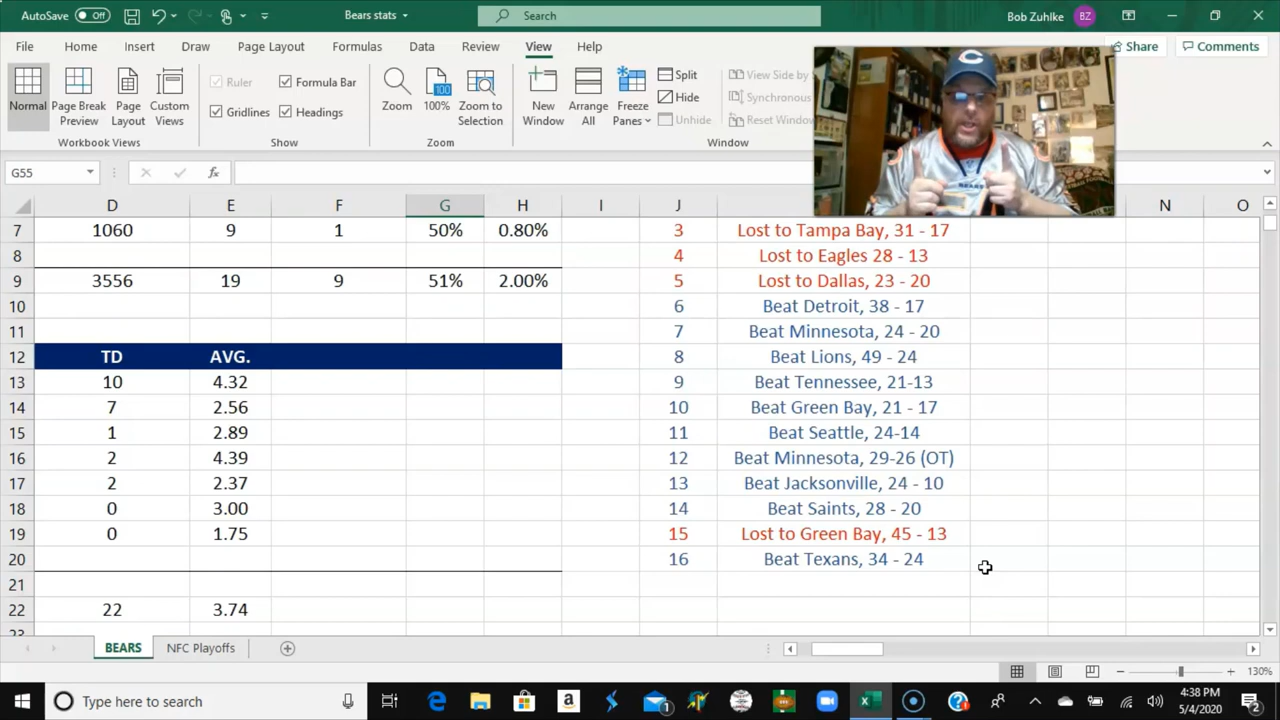 AutoSave Off Bears stats Search Bob Zuhlke BZ
File Home Insert Draw Page Layout Formulas Data Review View Help Share Comments
Normal Page Break Preview Page Layout Custom Views
Workbook Views
Ruler Formula Bar
Gridlines Headings
Show
Zoom 100% Zoom to Selection
Zoom
New Window Arrange All Freeze Panes
Split View Side by
Hide Synchronous
Unhide Reset Window
Window
G55 fx
D E F G H I J N O
7 1060 9 1 50% 0.80% 3 Lost to Tampa Bay, 31 - 17
8 4 Lost to Eagles 28 - 13
9 3556 19 9 51% 2.00% 5 Lost to Dallas, 23 - 20
10 6 Beat Detroit, 38 - 17
11 7 Beat Minnesota, 24 - 20
12 TD AVG. 8 Beat Lions, 49 - 24
13 10 4.32 9 Beat Tennessee, 21-13
14 7 2.56 10 Beat Green Bay, 21 - 17
15 1 2.89 11 Beat Seattle, 24-14
16 2 4.39 12 Beat Minnesota, 29-26 (OT)
17 2 2.37 13 Beat Jacksonville, 24 - 10
18 0 3.00 14 Beat Saints, 28 - 20
19 0 1.75 15 Lost to Green Bay, 45 - 13
20 16 Beat Texans, 34 - 24
21
22 22 3.74
23
BEARS NFC Playoffs
130%
Type here to search
4:38 PM
5/4/2020